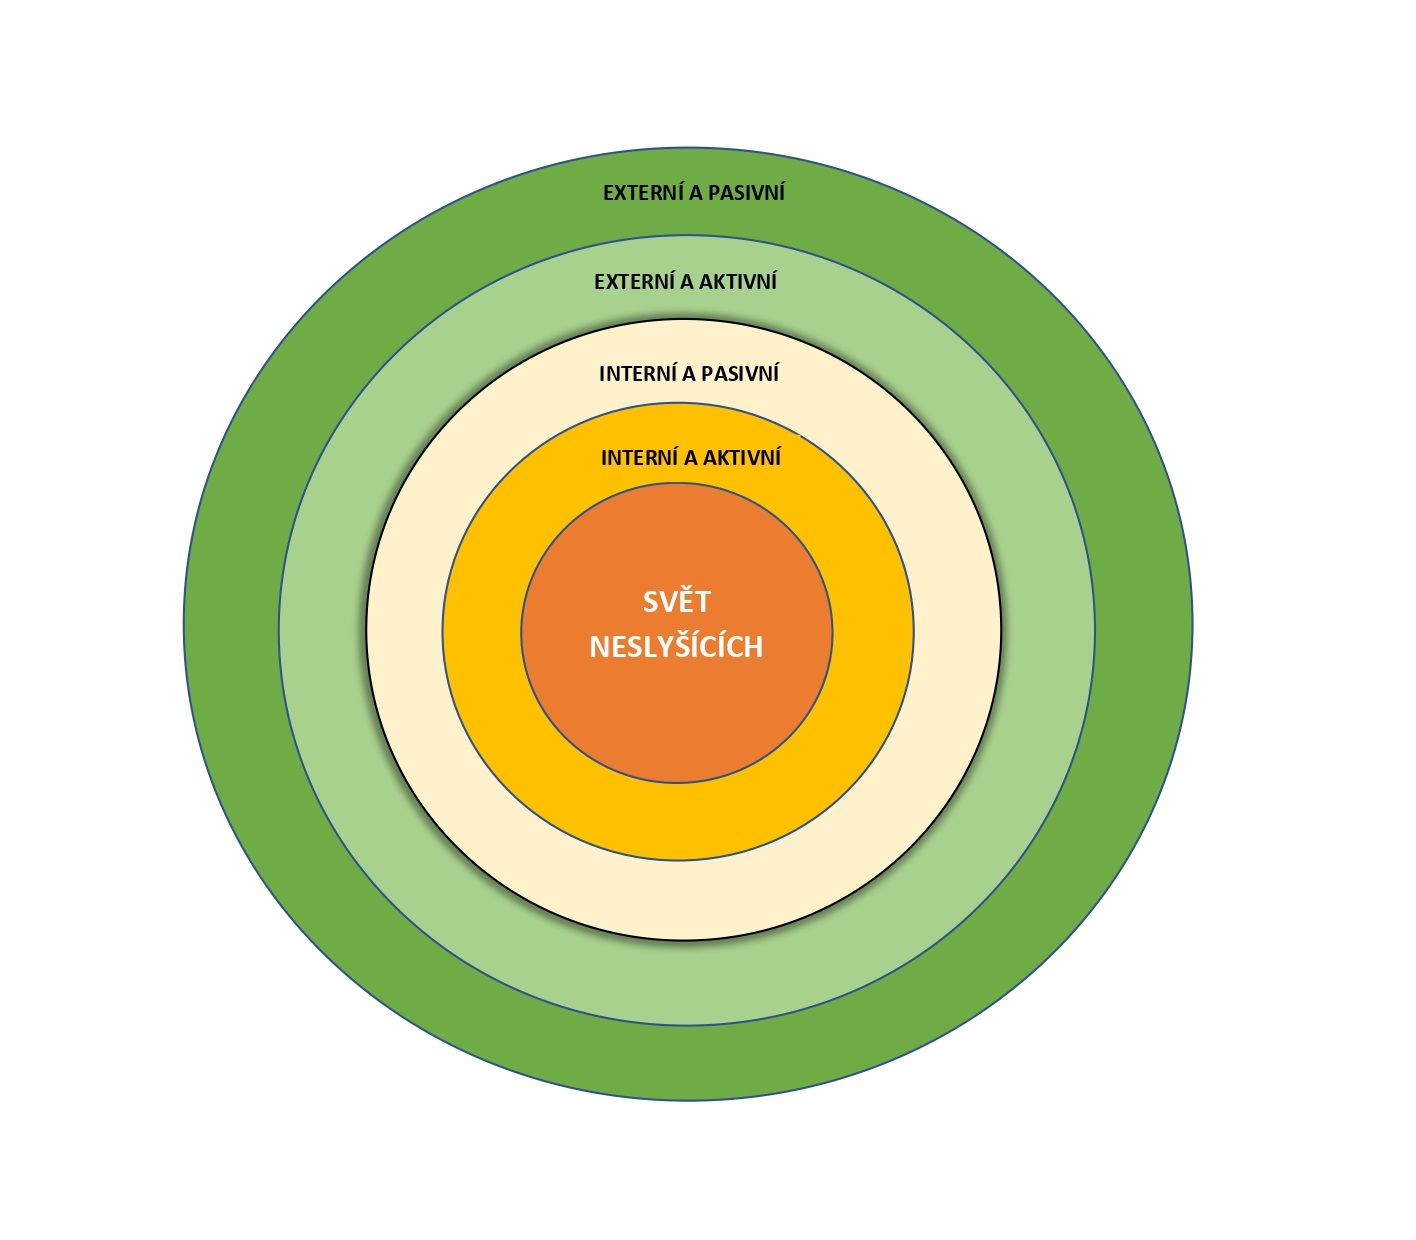 EXTERNÍ A PASIVNÍ
EXTERNÍ A AKTIVNÍ
INTERNÍ A PASIVNÍ
INTERNÍ A AKTIVNÍ
SVĚT
NESLYŠÍCÍCH